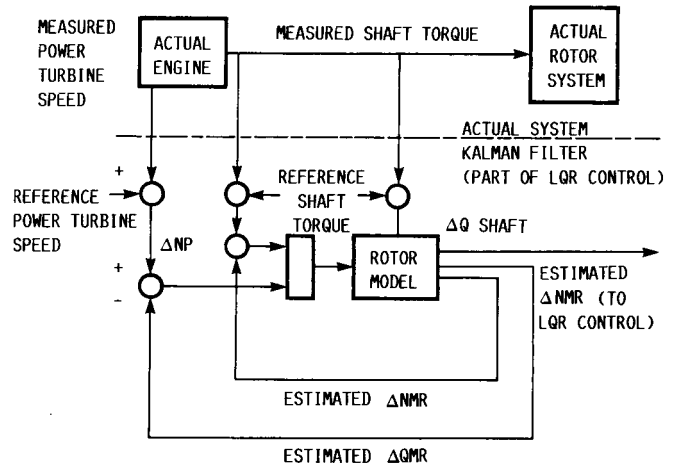 MEASURED
POWER
TURBINE
SPEED
ACTUAL
ENGINE
MEASURED SHAFT TORQUE
ACTUAL
ROTOR
SYSTEM
ACTUAL SYSTEM
KALMAN FILTER
(PART OF LQR CONTROL)
+
REFERENCE
POWER TURBINE
SPEED
REFERENCE
SHAFT
TORQUE
ΔNP
ΔQ SHAFT
+
-
ROTOR
MODEL
ESTIMATED
ΔNMR (TO
LQR CONTROL)
ESTIMATED ΔNMR
ESTIMATED ΔQMR